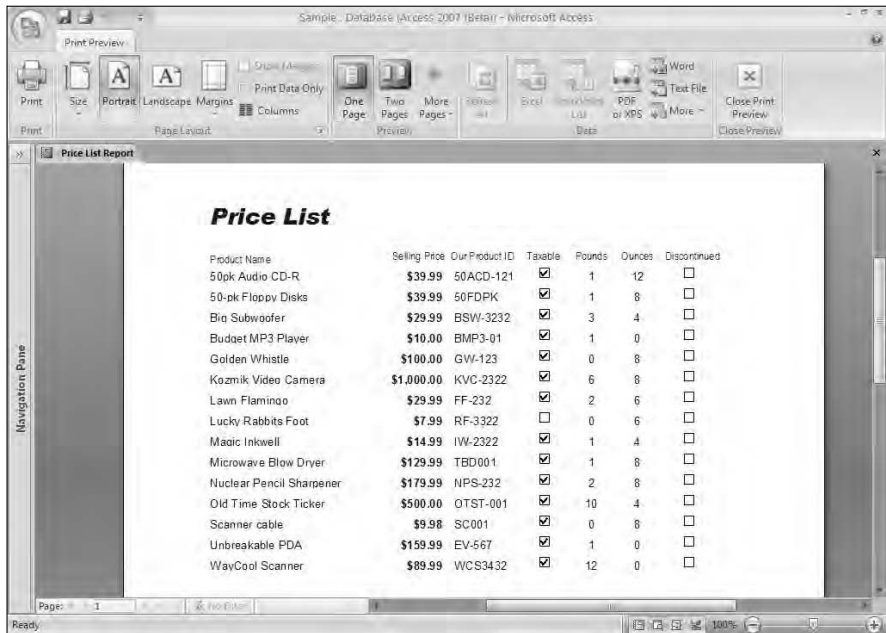 Sample : Database (Access 2007 (Beta)) - Microsoft Access
Print Preview
Print
Size
Portrait
Landscape
Margins
Show Margins
Print Data Only
Columns
One Page
Two Pages
More Pages
Refresh All
Excel
SharePoint List
PDF or XPS
Word
Text File
More
Close Print Preview
Print
Page Layout
Preview
Data
Close Preview
Price List Report
Navigation Pane
Price List
Product Name Selling Price Our Product ID Taxable Pounds Ounces Discontinued
50pk Audio CD-R $39.99 50ACD-121 1 12
50-pk Floppy Disks $39.99 50FDPK 1 8
Big Subwoofer $29.99 BSW-3232 3 4
Budget MP3 Player $10.00 BMP3-01 1 0
Golden Whistle $100.00 GW-123 0 8
Kozmik Video Camera $1,000.00 KVC-2322 6 8
Lawn Flamingo $29.99 FF-232 2 6
Lucky Rabbits Foot $7.99 RF-3322 0 6
Magic Inkwell $14.99 IW-2322 1 4
Microwave Blow Dryer $129.99 TBD001 1 8
Nuclear Pencil Sharpener $179.99 NPS-232 2 8
Old Time Stock Ticker $500.00 OTST-001 10 4
Scanner cable $9.98 SC001 0 8
Unbreakable PDA $159.99 EV-567 1 0
WayCool Scanner $89.99 WCS3432 12 0
Page: 1 No Filter
Ready 100%